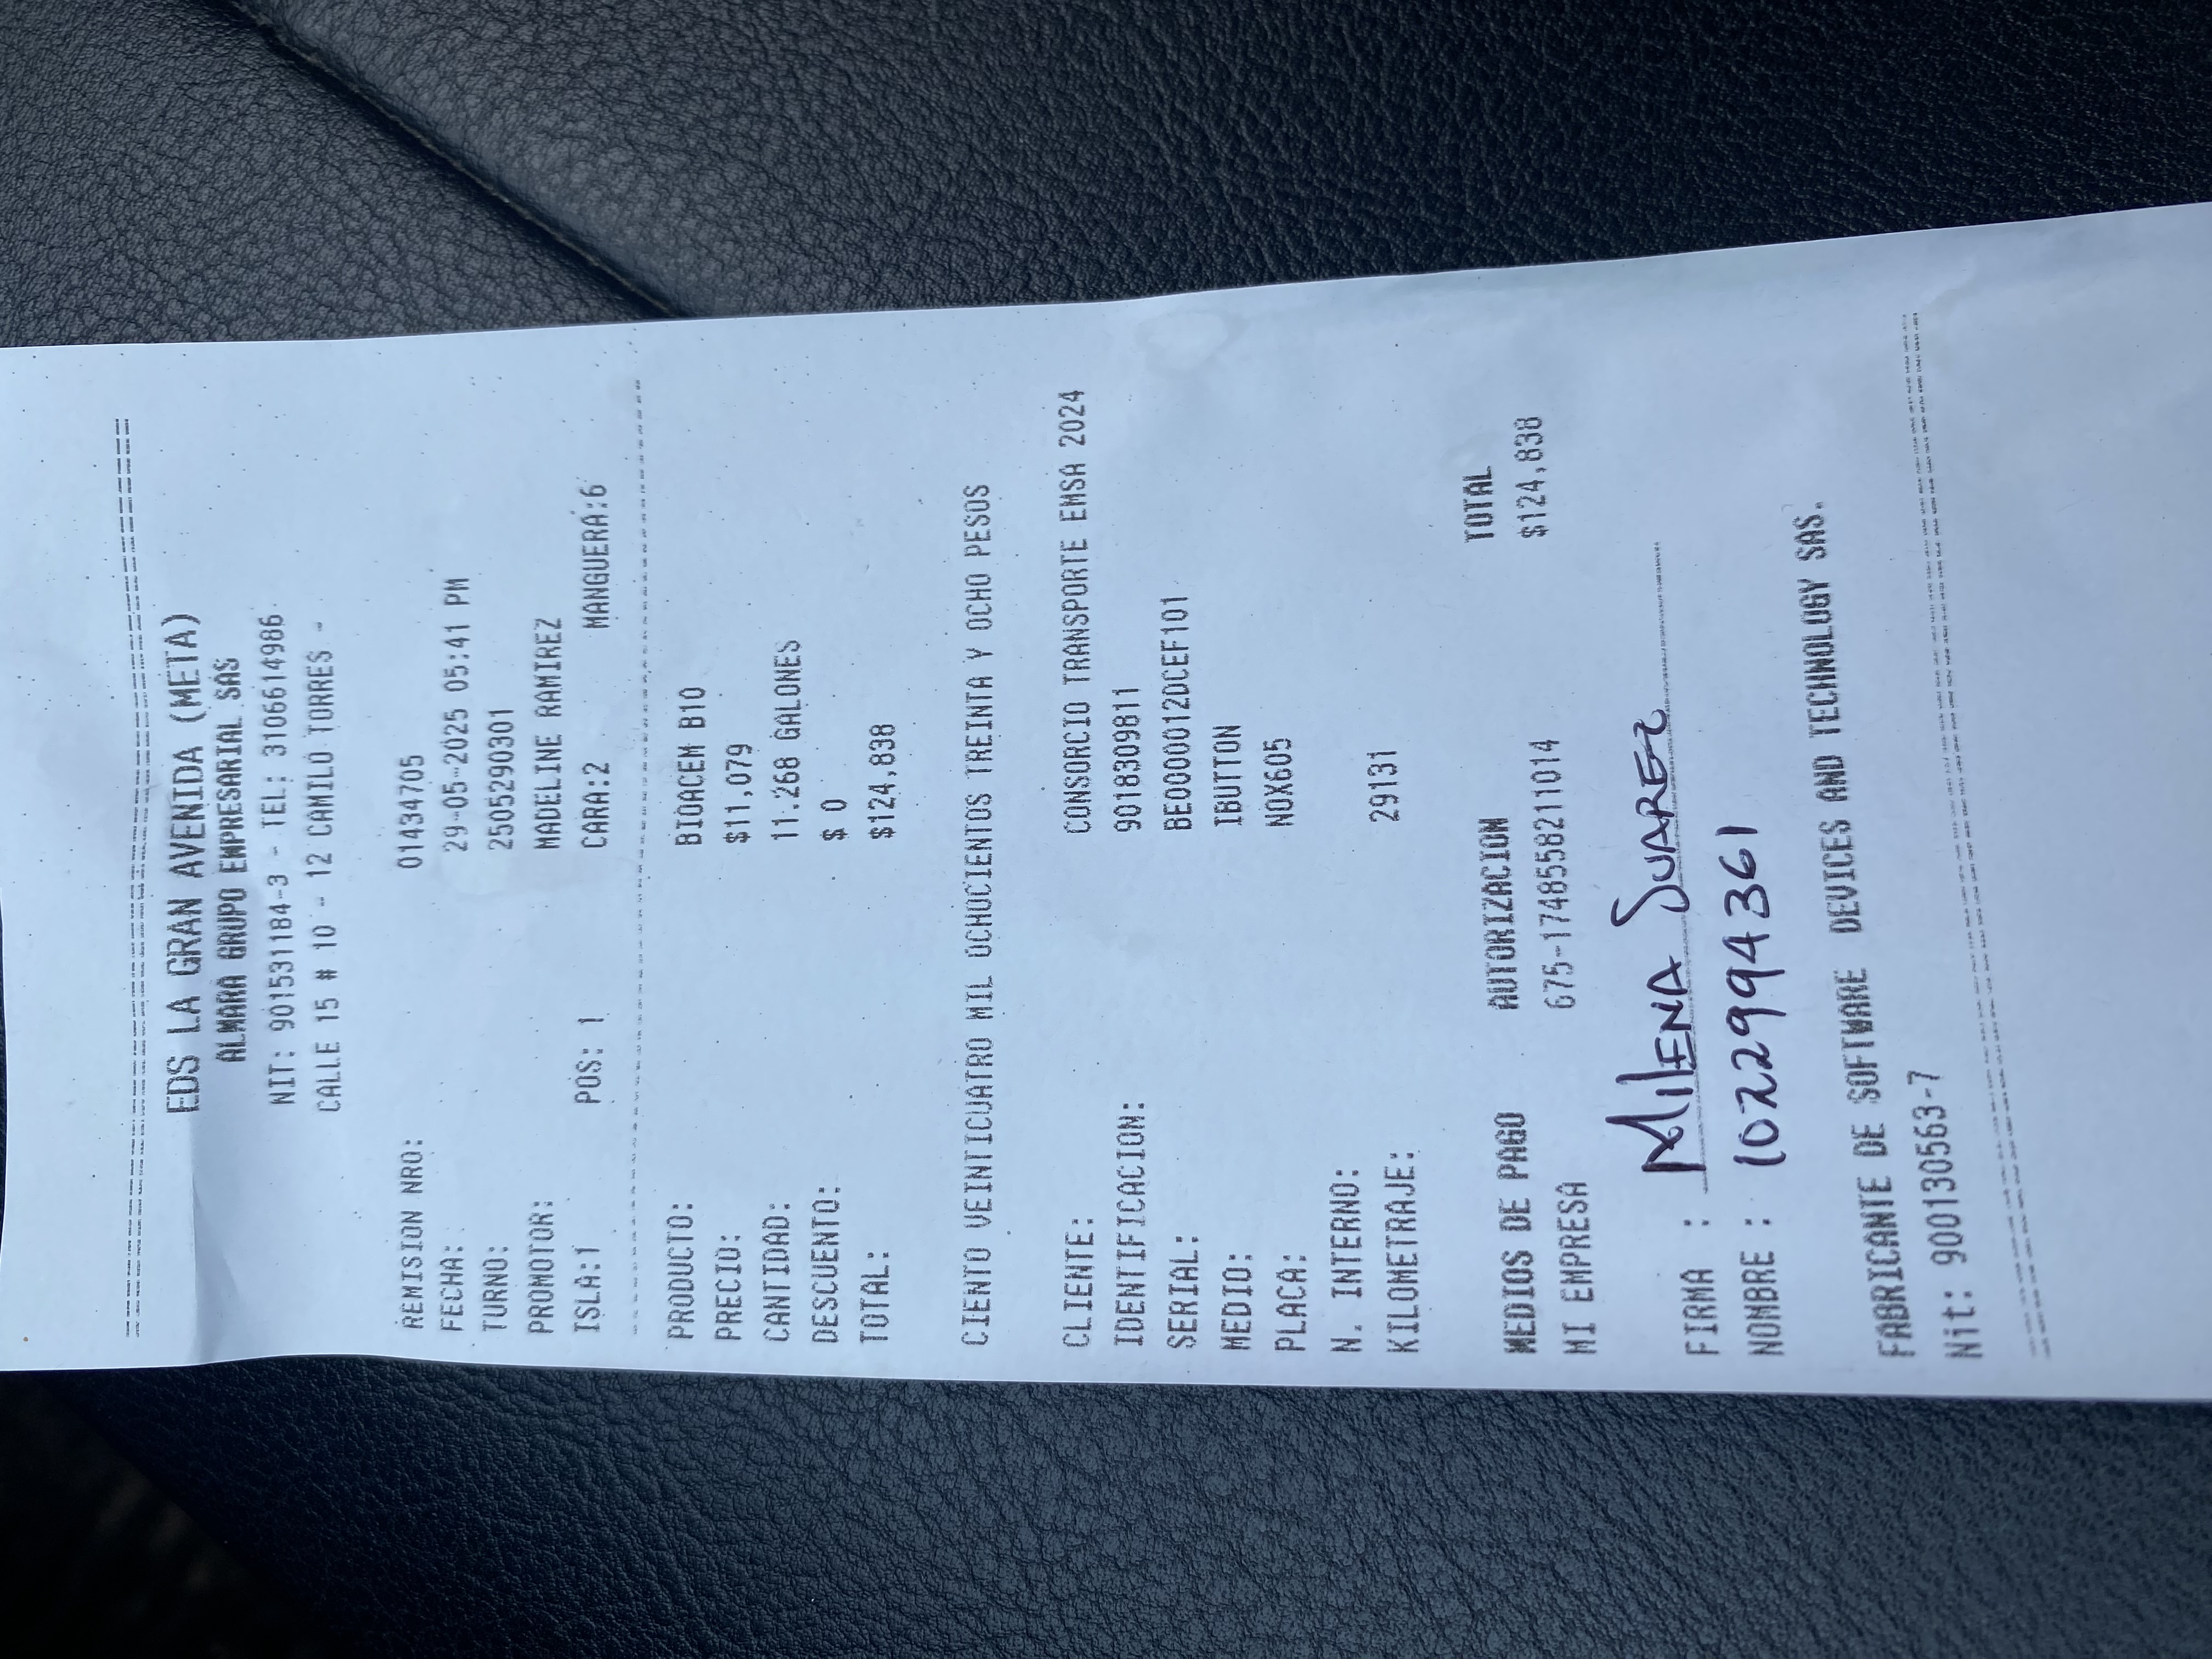 EDS LA GRAN AVENIDA (META)
ALMARA GRUPO EMPRESARIAL SAS
NIT: 901531184-3 - TEL: 3106614986
CALLE 15 # 10 - 12 CAMILO TORRES -
REMISION NRO: 01434705
FECHA: 29-05-2025 05:41 PM
TURNO: 2505290301
PROMOTOR: MADELINE RAMIREZ
ISLA:1 POS: 1 CARA:2 MANGUERA:6
PRODUCTO: BIOACEM B10
PRECIO: $11,079
CANTIDAD: 11.268 GALONES
DESCUENTO: $ 0
TOTAL: $124,838
CIENTO VEINTICUATRO MIL OCHOCIENTOS TREINTA Y OCHO PESOS
CLIENTE: CONSORCIO TRANSPORTE EMSA 2024
IDENTIFICACION: 9018309811
SERIAL: BE0000012DCEF101
MEDIO: IBUTTON
PLACA: NOX605
N. INTERNO:
KILOMETRAJE: 29131
MEDIOS DE PAGO AUTORIZACION TOTAL
MI EMPRESA 675-1748558211014 $124,838
FIRMA : MILENA SUAREZ
NOMBRE : 1022994361
FABRICANTE DE SOFTWARE DEVICES AND TECHNOLOGY SAS.
Nit: 900130563-7